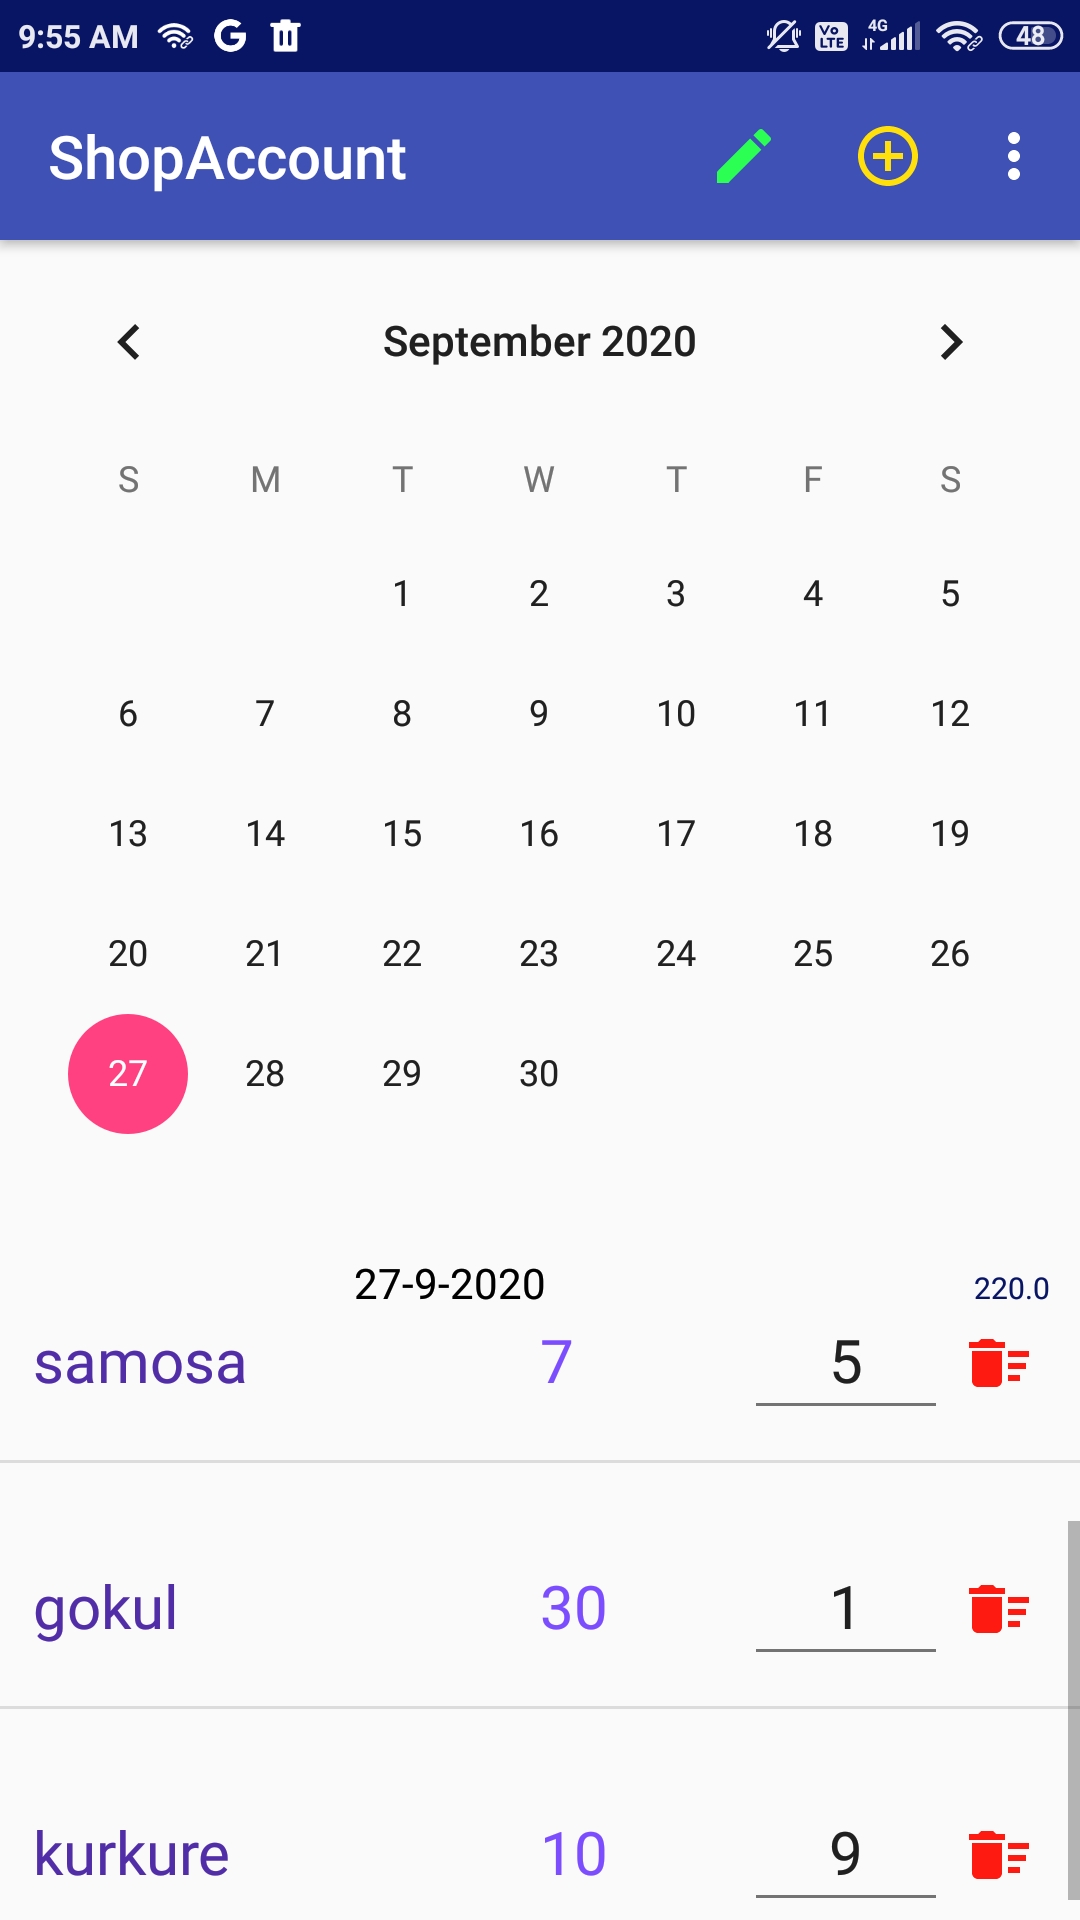 9:55 AM G Vo LTE 4G 48
ShopAccount
September 2020
S M T W T F S
1 2 3 4 5
6 7 8 9 10 11 12
13 14 15 16 17 18 19
20 21 22 23 24 25 26
27 28 29 30
27-9-2020 220.0
samosa 7 5
gokul 30 1
kurkure 10 9